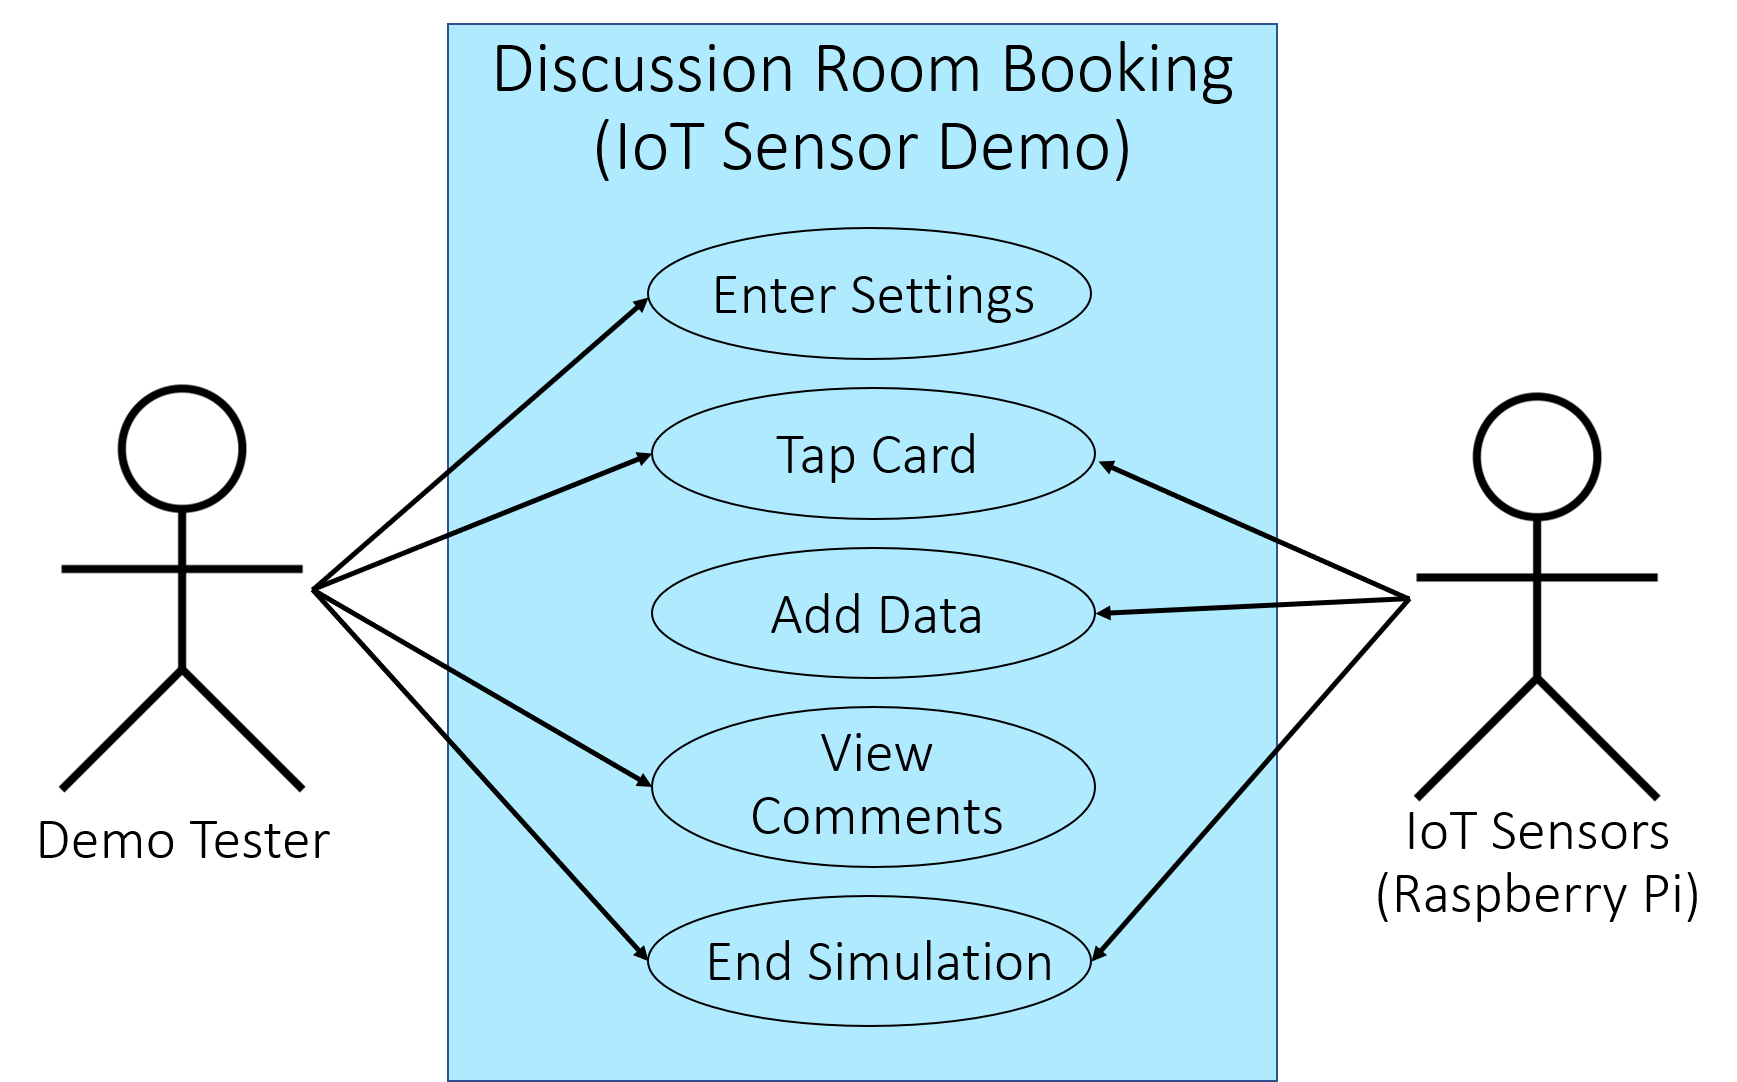 Discussion Room Booking
(IoT Sensor Demo)
Enter Settings
Tap Card
Add Data
View
Comments
End Simulation
Demo Tester
IoT Sensors
(Raspberry Pi)